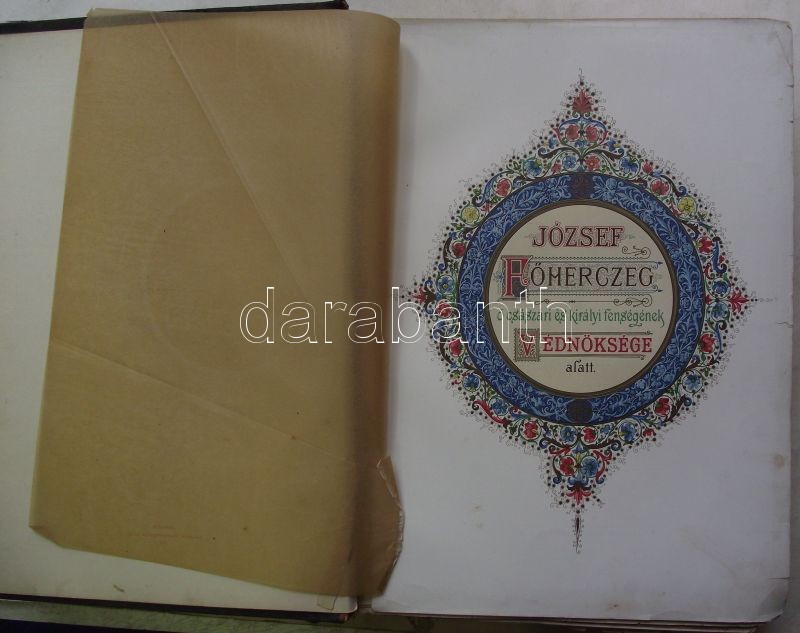 JÓZSEF
FŐHERCZEG
ő császári és királyi fenségének
VÉDNÖKSÉGE
alatt.
darabanth